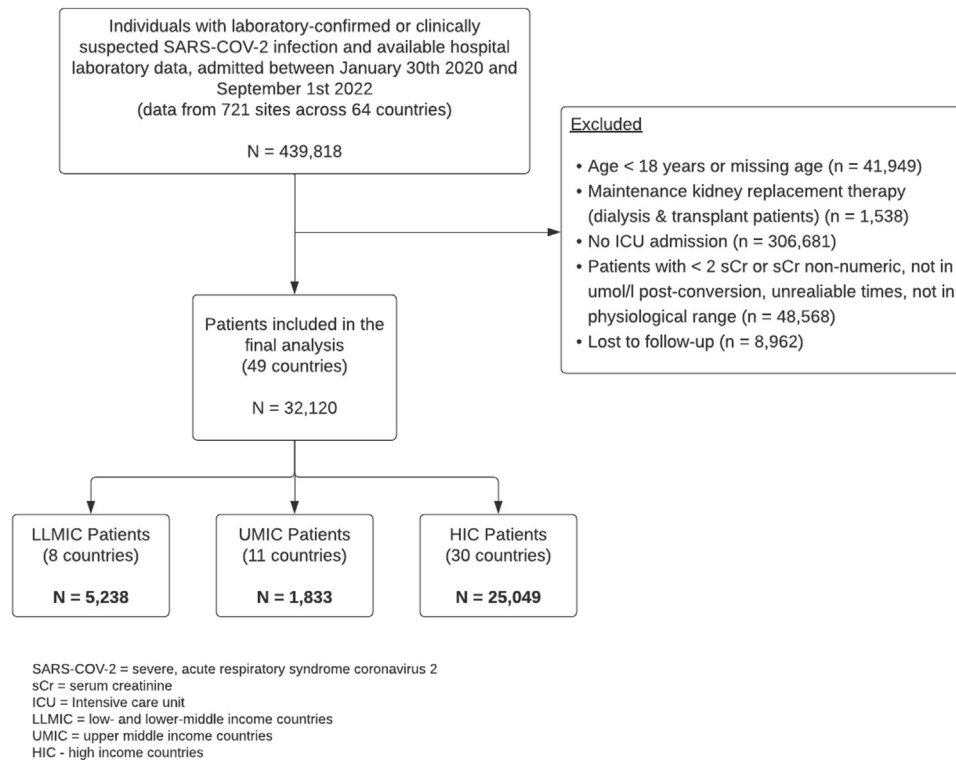 Individuals with laboratory-confirmed or clinically
suspected SARS-COV-2 infection and available hospital
laboratory data, admitted between January 30th 2020 and
September 1st 2022
(data from 721 sites across 64 countries)
N = 439,818
Excluded
• Age < 18 years or missing age (n = 41,949)
• Maintenance kidney replacement therapy
(dialysis & transplant patients) (n = 1,538)
• No ICU admission (n = 306,681)
• Patients with < 2 sCr or sCr non-numeric, not in
umol/l post-conversion, unrealiable times, not in
physiological range (n = 48,568)
• Lost to follow-up (n = 8,962)
Patients included in the
final analysis
(49 countries)
N = 32,120
LLMIC Patients
(8 countries)
N = 5,238
UMIC Patients
(11 countries)
N = 1,833
HIC Patients
(30 countries)
N = 25,049
SARS-COV-2 = severe, acute respiratory syndrome coronavirus 2
sCr = serum creatinine
ICU = Intensive care unit
LLMIC = low- and lower-middle income countries
UMIC = upper middle income countries
HIC - high income countries